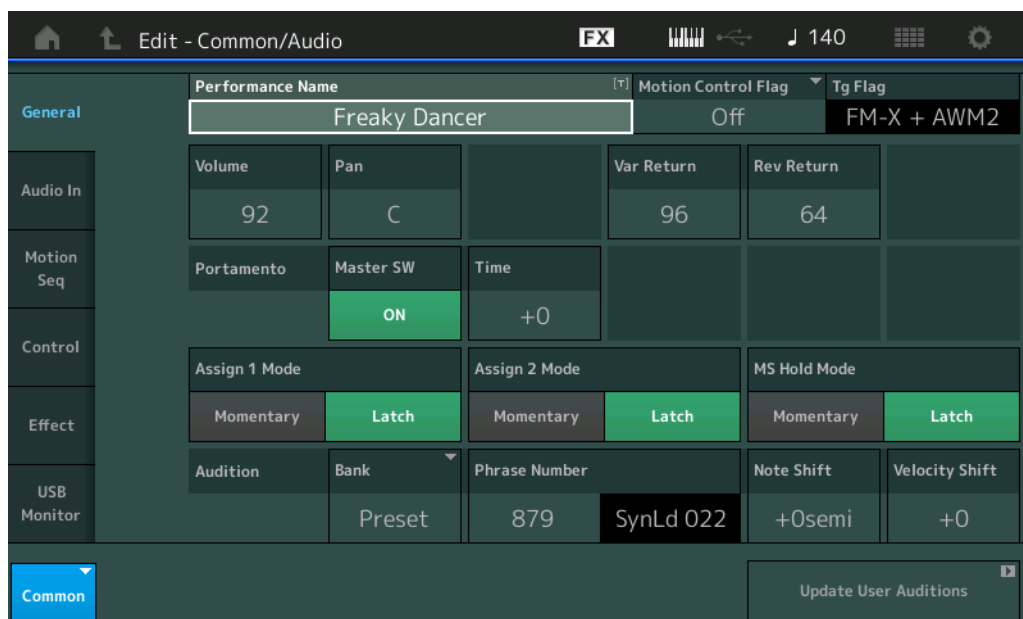 Edit - Common/Audio FX 140
Performance Name [T] Motion Control Flag Tg Flag
General Freaky Dancer Off FM-X + AWM2
Volume Pan Var Return Rev Return
Audio In
92 C 96 64
Motion
Seq
Portamento Master SW Time
ON +0
Control
Assign 1 Mode Assign 2 Mode MS Hold Mode
Effect Momentary Latch Momentary Latch Momentary Latch
Audition Bank Phrase Number Note Shift Velocity Shift
USB
Monitor
Preset 879 SynLd 022 +0semi +0
Common Update User Auditions